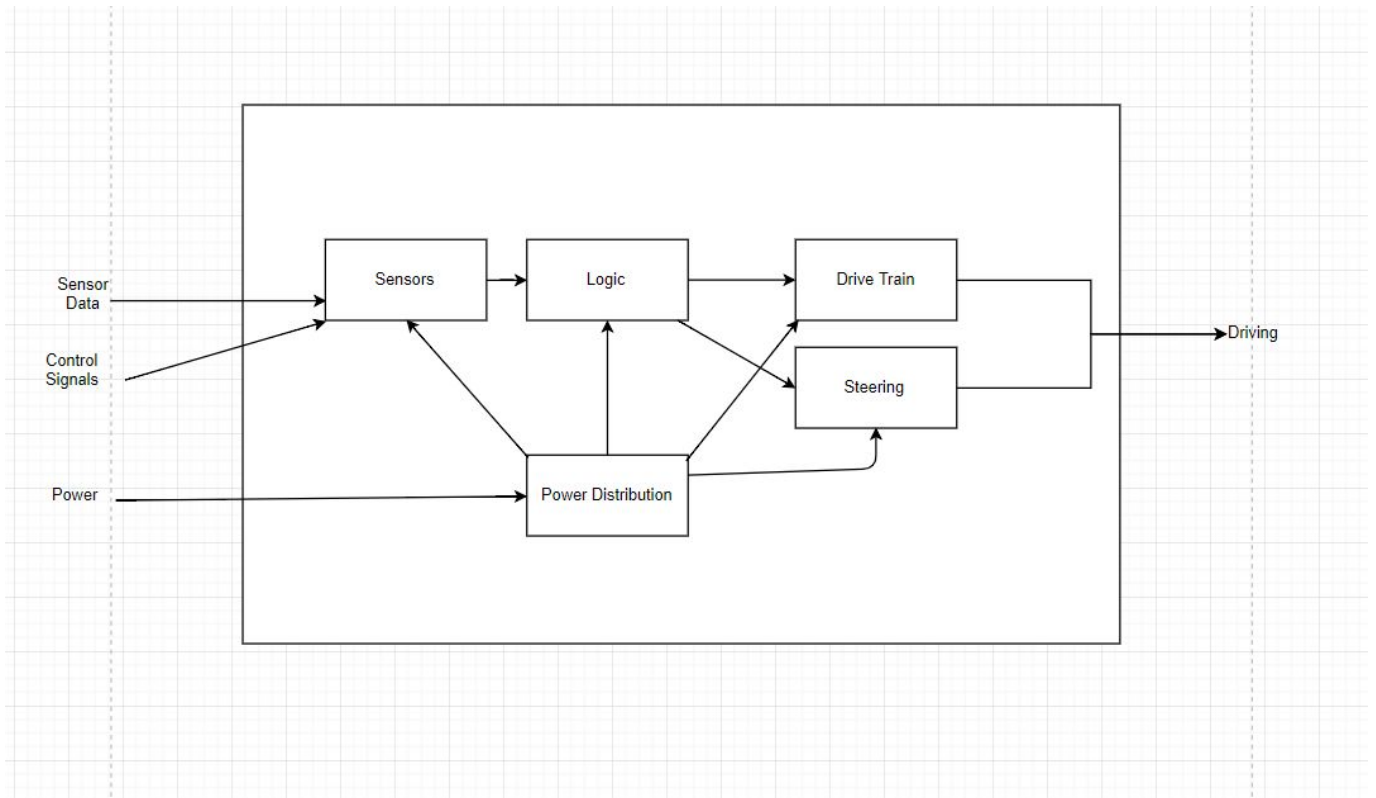 Sensors
Logic
Drive Train
Sensor
Data
Driving
Control
Signals
Steering
Power
Power Distribution